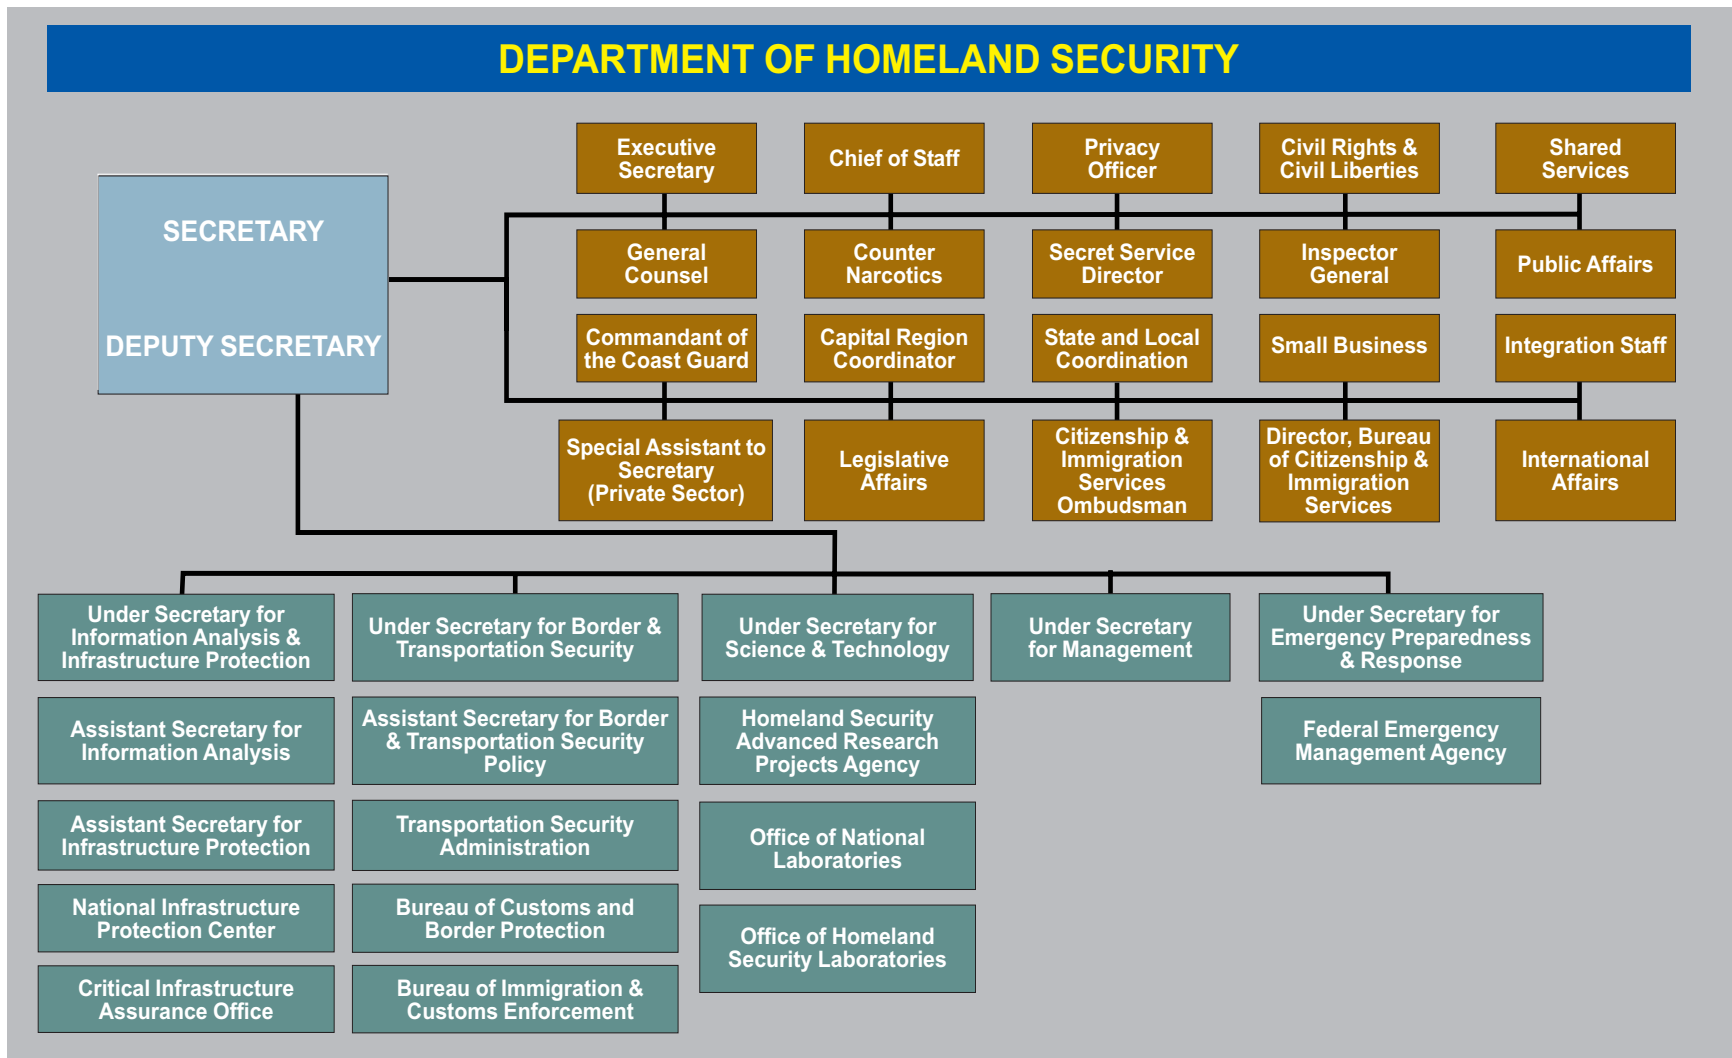 DEPARTMENT OF HOMELAND SECURITY
SECRETARY
DEPUTY SECRETARY
Executive
Secretary
Chief of Staff
Privacy
Officer
Civil Rights &
Civil Liberties
Shared
Services
General
Counsel
Counter
Narcotics
Secret Service
Director
Inspector
General
Public Affairs
Commandant of
the Coast Guard
Capital Region
Coordinator
State and Local
Coordination
Small Business
Integration Staff
Special Assistant to
Secretary
(Private Sector)
Legislative
Affairs
Citizenship &
Immigration
Services
Ombudsman
Director, Bureau
of Citizenship &
Immigration
Services
International
Affairs
Under Secretary for
Information Analysis &
Infrastructure Protection
Assistant Secretary for
Information Analysis
Assistant Secretary for
Infrastructure Protection
National Infrastructure
Protection Center
Critical Infrastructure
Assurance Office
Under Secretary for Border &
Transportation Security
Assistant Secretary for Border
& Transportation Security
Policy
Transportation Security
Administration
Bureau of Customs and
Border Protection
Bureau of Immigration &
Customs Enforcement
Under Secretary for
Science & Technology
Homeland Security
Advanced Research
Projects Agency
Office of National
Laboratories
Office of Homeland
Security Laboratories
Under Secretary
for Management
Under Secretary for
Emergency Preparedness
& Response
Federal Emergency
Management Agency